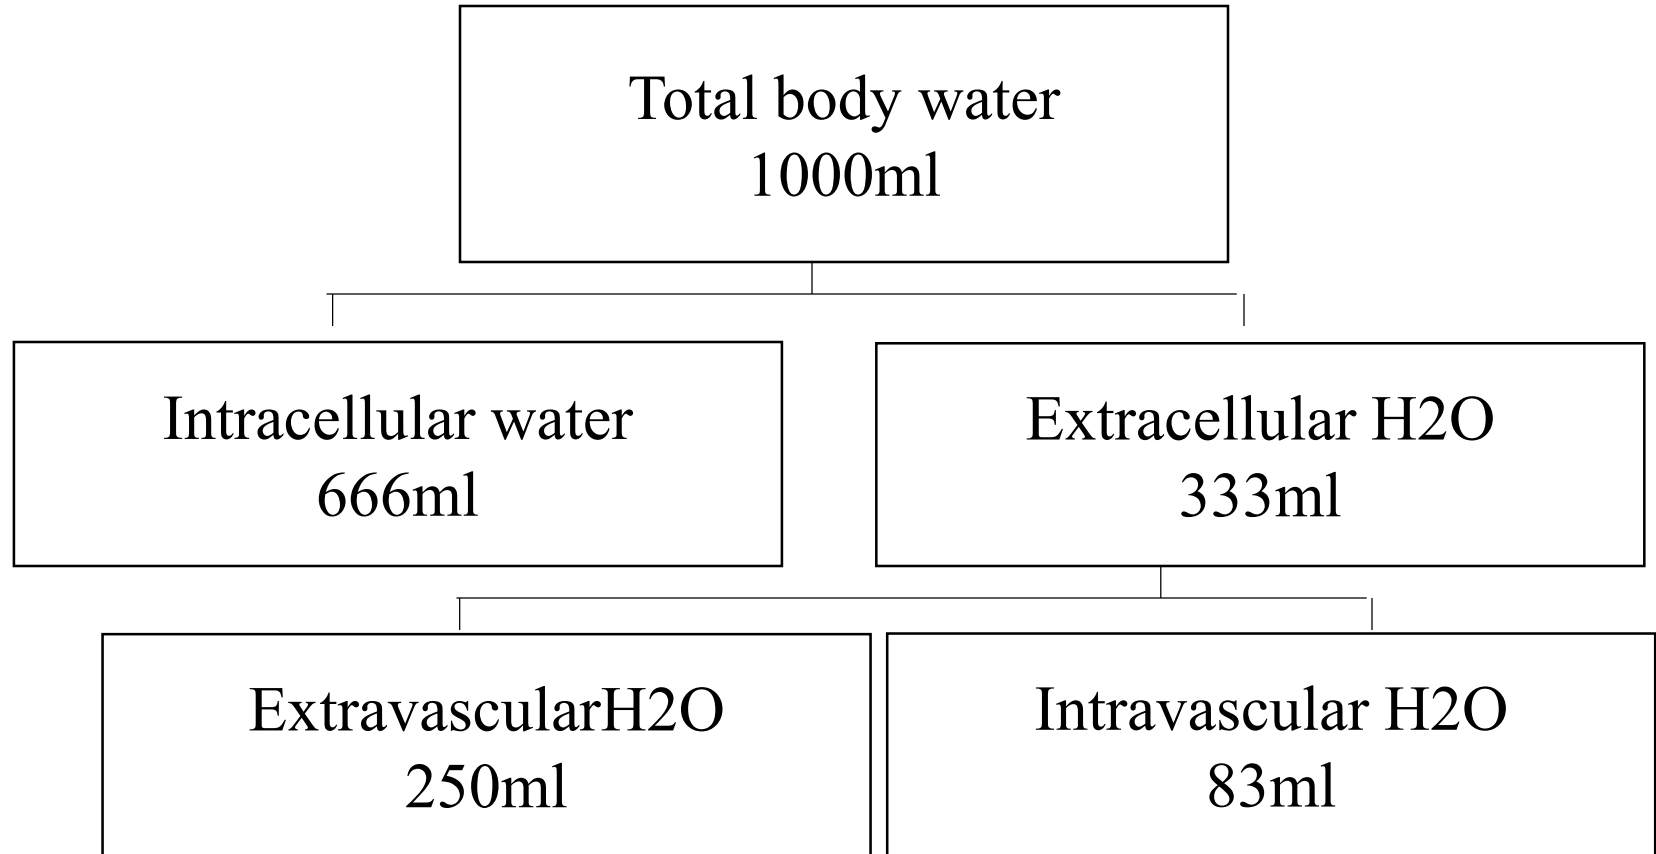 Total body water
1000ml
Intracellular water
666ml
Extracellular H2O
333ml
ExtravascularH2O
250ml
Intravascular H2O
83ml